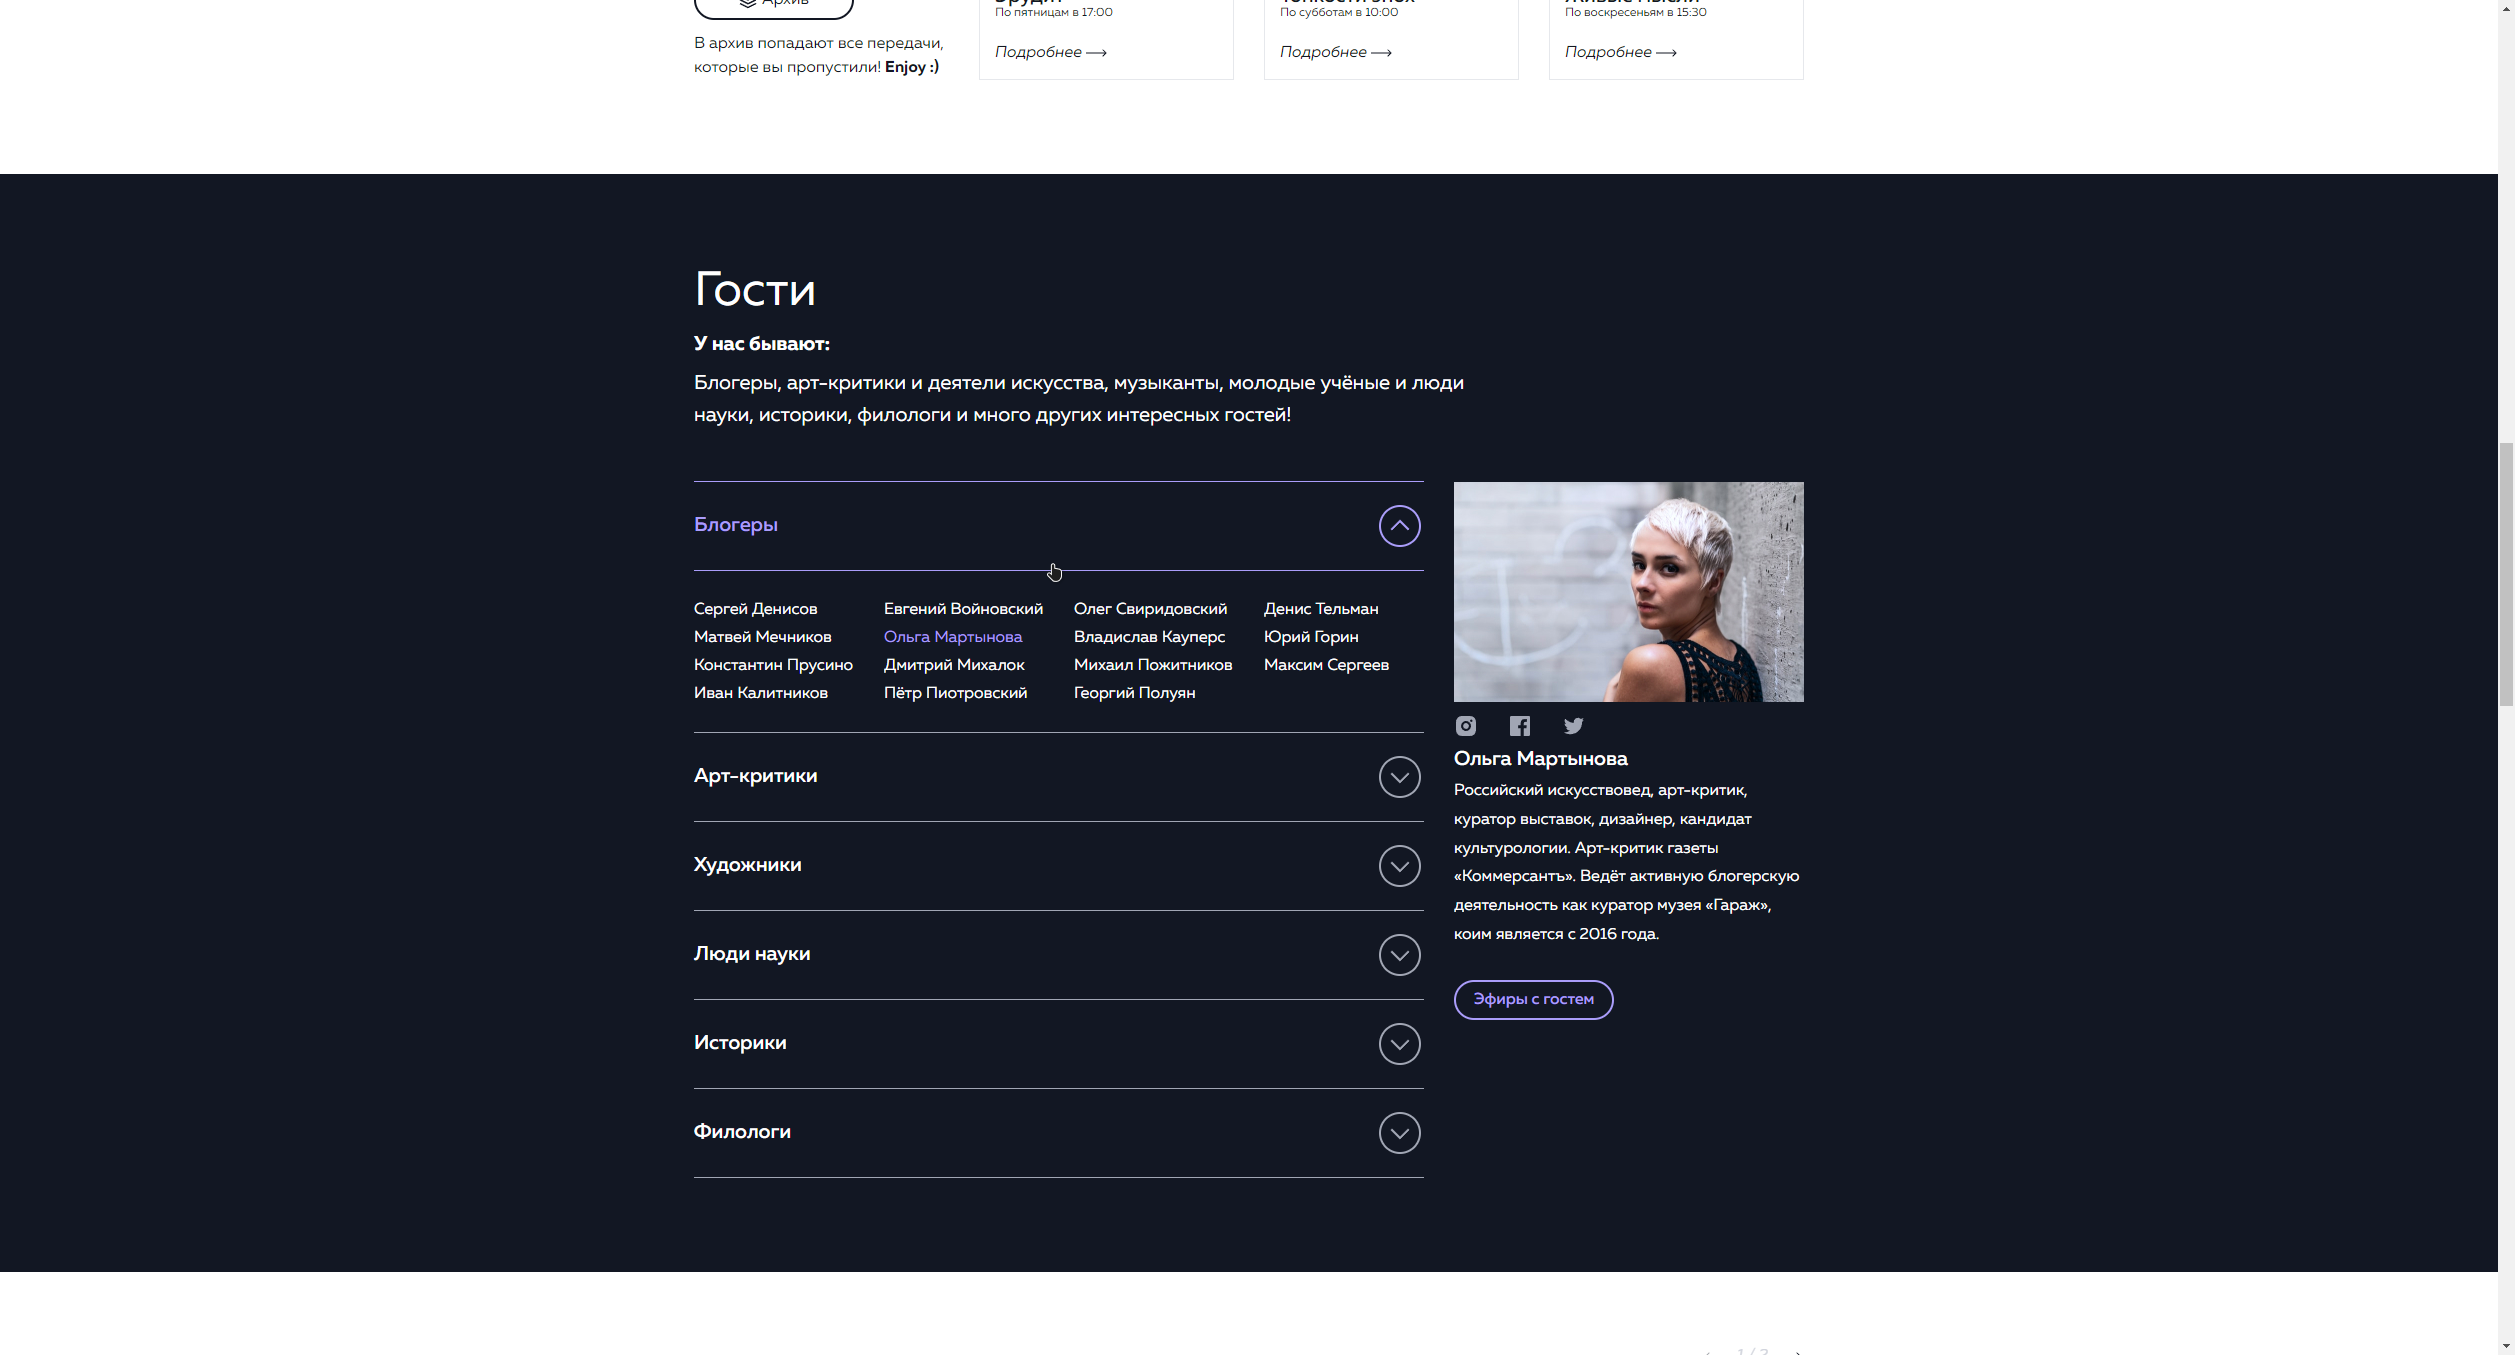 Архив
В архив попадают все передачи,
которые вы пропустили! Enjoy :)
Эрудит
По пятницам в 17:00
Подробнее
Тонкости эпох
По субботам в 10:00
Подробнее
Живые мысли
По воскресеньям в 15:30
Подробнее
Гости
У нас бывают:
Блогеры, арт-критики и деятели искусства, музыканты, молодые учёные и люди
науки, историки, филологи и много других интересных гостей!
Блогеры
Сергей Денисов
Матвей Мечников
Константин Прусино
Иван Калитников
Евгений Войновский
Ольга Мартынова
Дмитрий Михалок
Пётр Пиотровский
Олег Свиридовский
Владислав Кауперс
Михаил Пожитников
Георгий Полуян
Денис Тельман
Юрий Горин
Максим Сергеев
Арт-критики
Художники
Люди науки
Историки
Филологи
Ольга Мартынова
Российский искусствовед, арт-критик,
куратор выставок, дизайнер, кандидат
культурологии. Арт-критик газеты
«Коммерсантъ». Ведёт активную блогерскую
деятельность как куратор музея «Гараж»,
коим является с 2016 года.
Эфиры с гостем